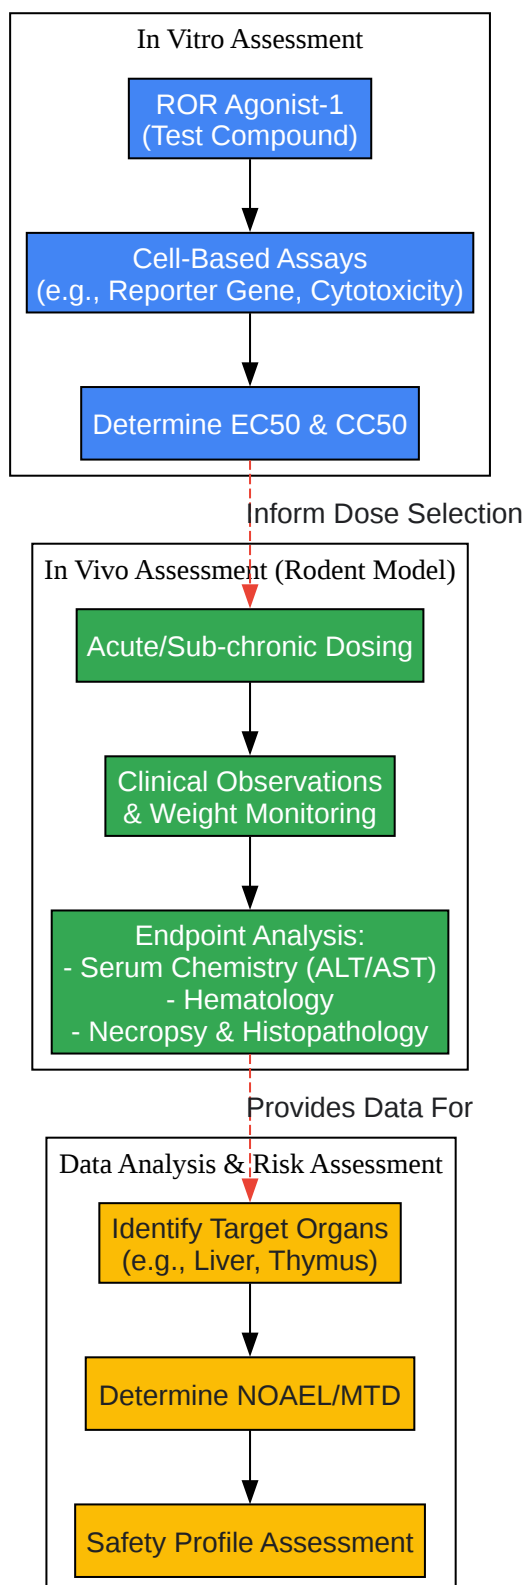 In Vitro Assessment
ROR Agonist-1
(Test Compound)
Cell-Based Assays
(e.g., Reporter Gene, Cytotoxicity)
Determine EC50 & CC50
Inform Dose Selection
In Vivo Assessment (Rodent Model)
Acute/Sub-chronic Dosing
Clinical Observations
& Weight Monitoring
Endpoint Analysis:
- Serum Chemistry (ALT/AST)
- Hematology
- Necropsy & Histopathology
Provides Data For
Data Analysis & Risk Assessment
Identify Target Organs
(e.g., Liver, Thymus)
Determine NOAEL/MTD
Safety Profile Assessment